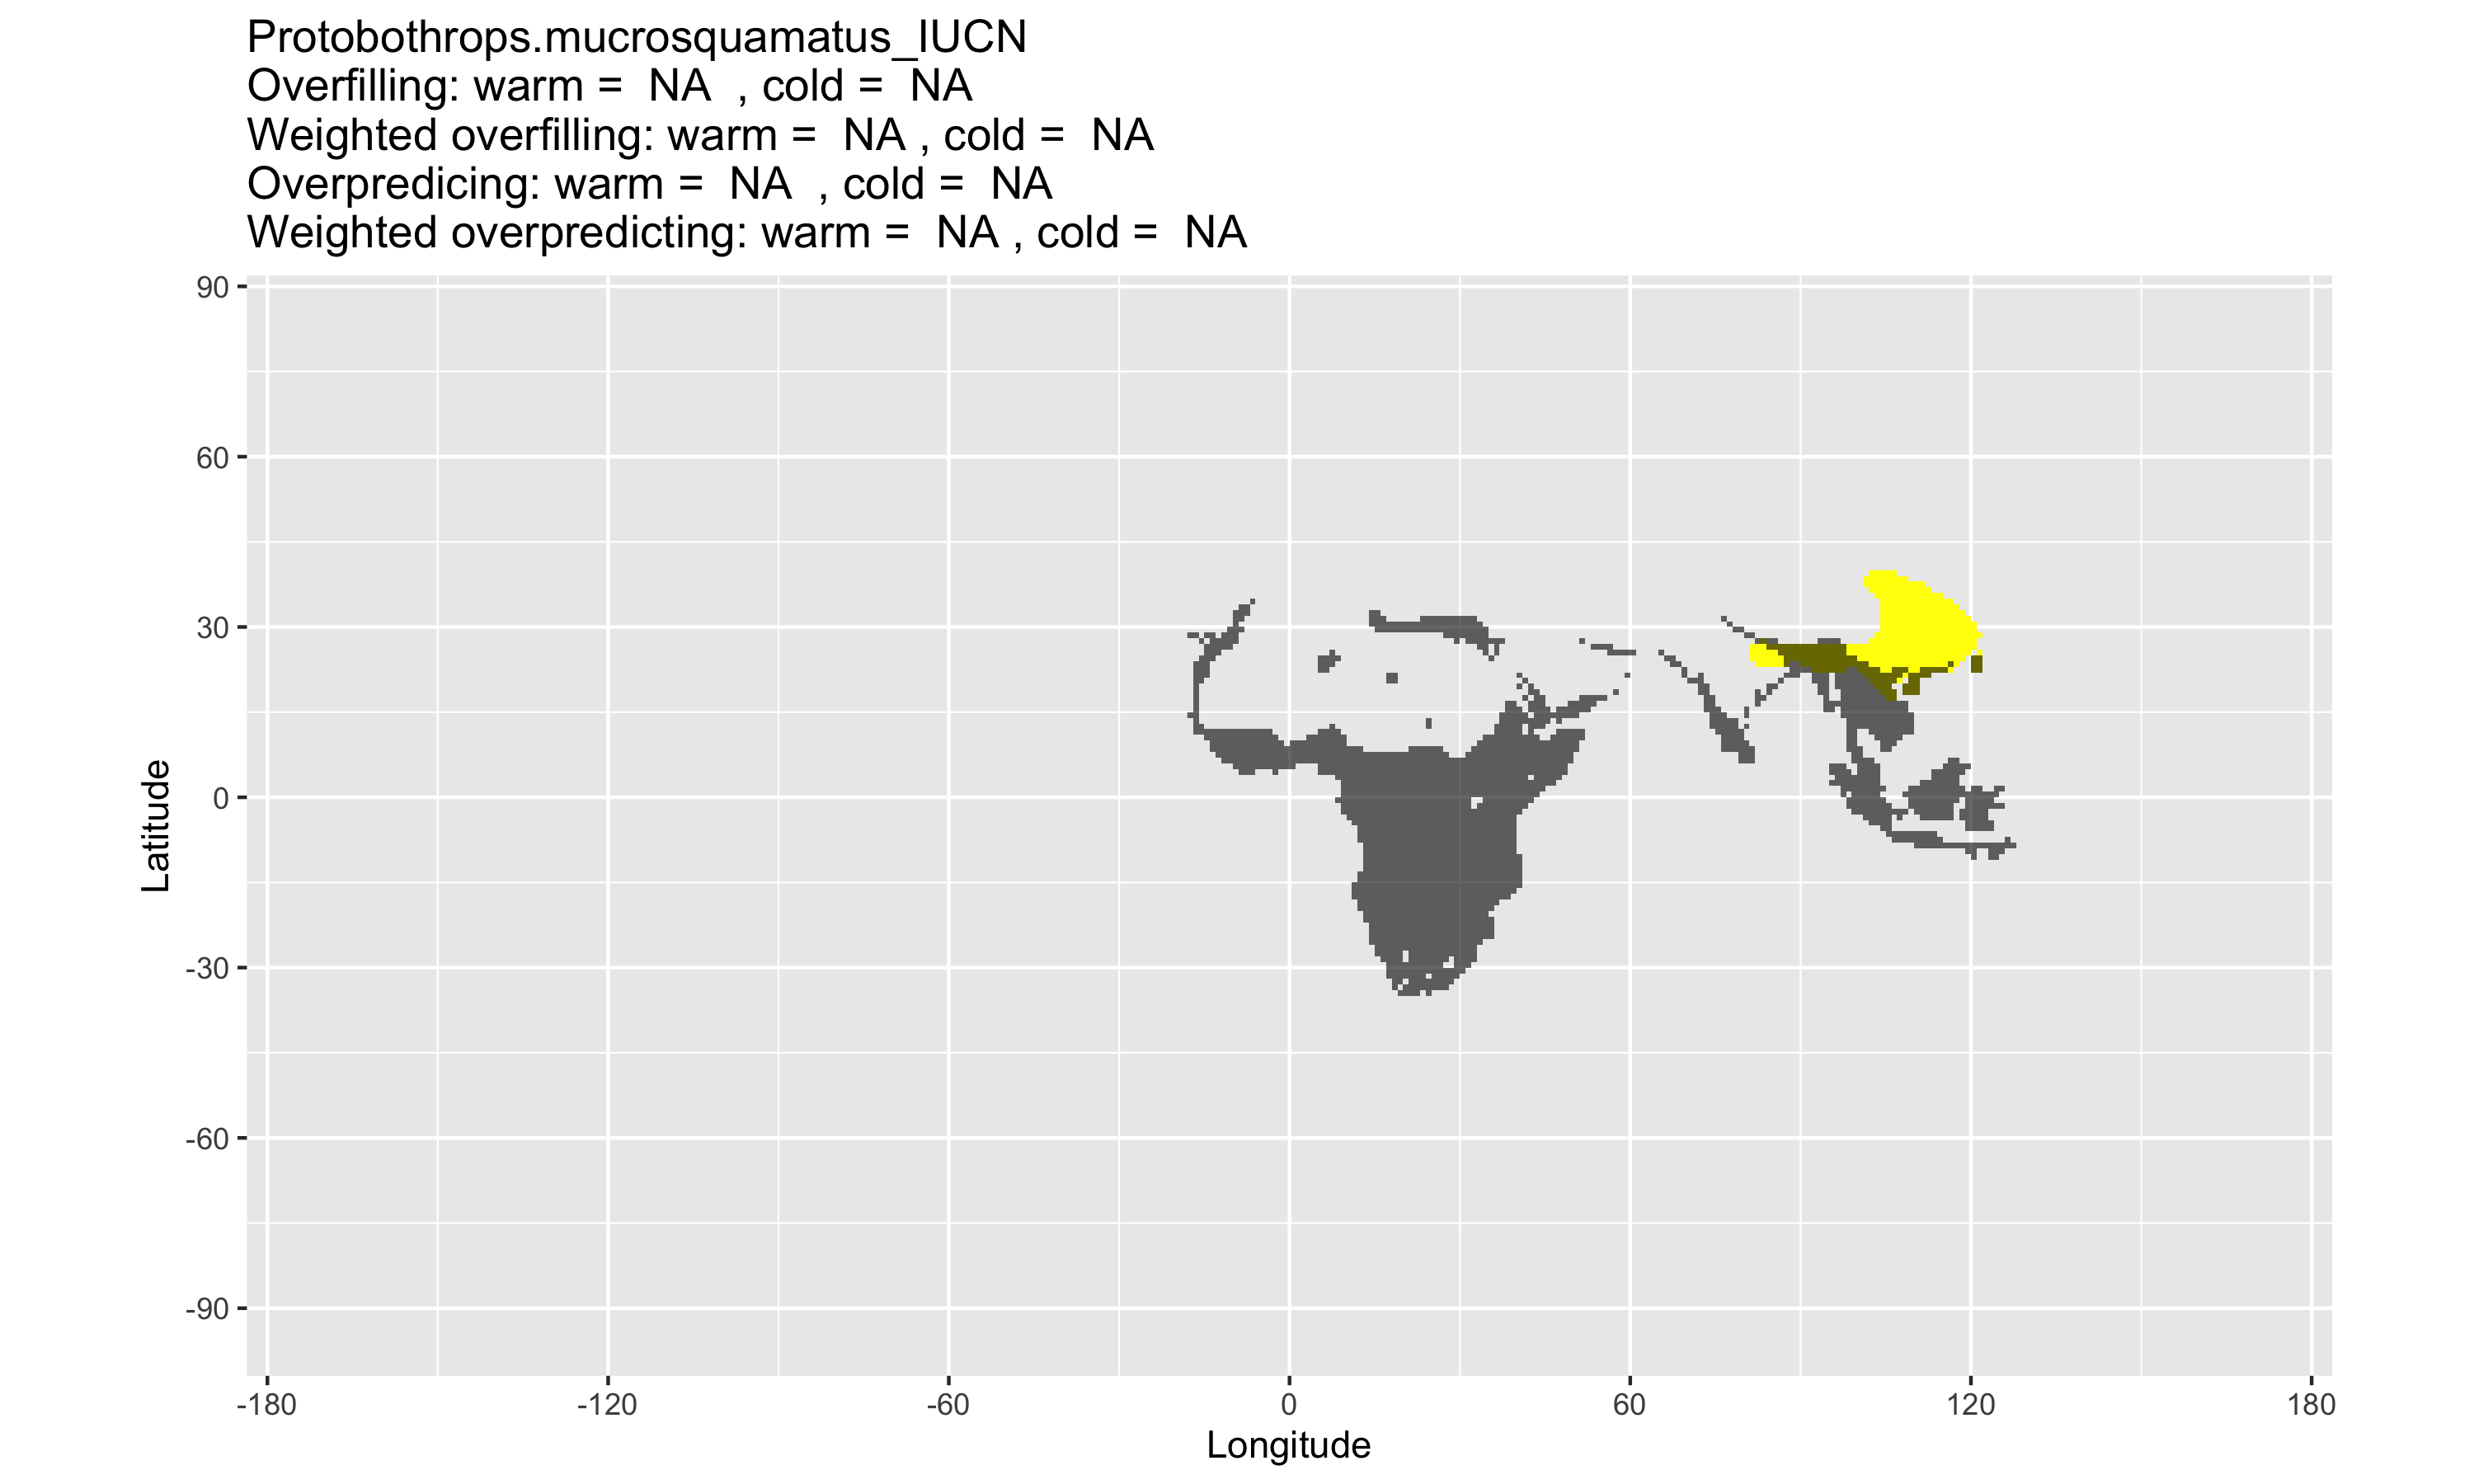 Protobothrops.mucrosquamatus_IUCN
Overfilling: warm =  NA  , cold =  NA
Weighted overfilling: warm =  NA , cold =  NA
Overpredicing: warm =  NA  , cold =  NA
Weighted overpredicting: warm =  NA , cold =  NA
90
60
30
0
-30
-60
-90
Latitude
-180
-120
-60
0
60
120
180
Longitude